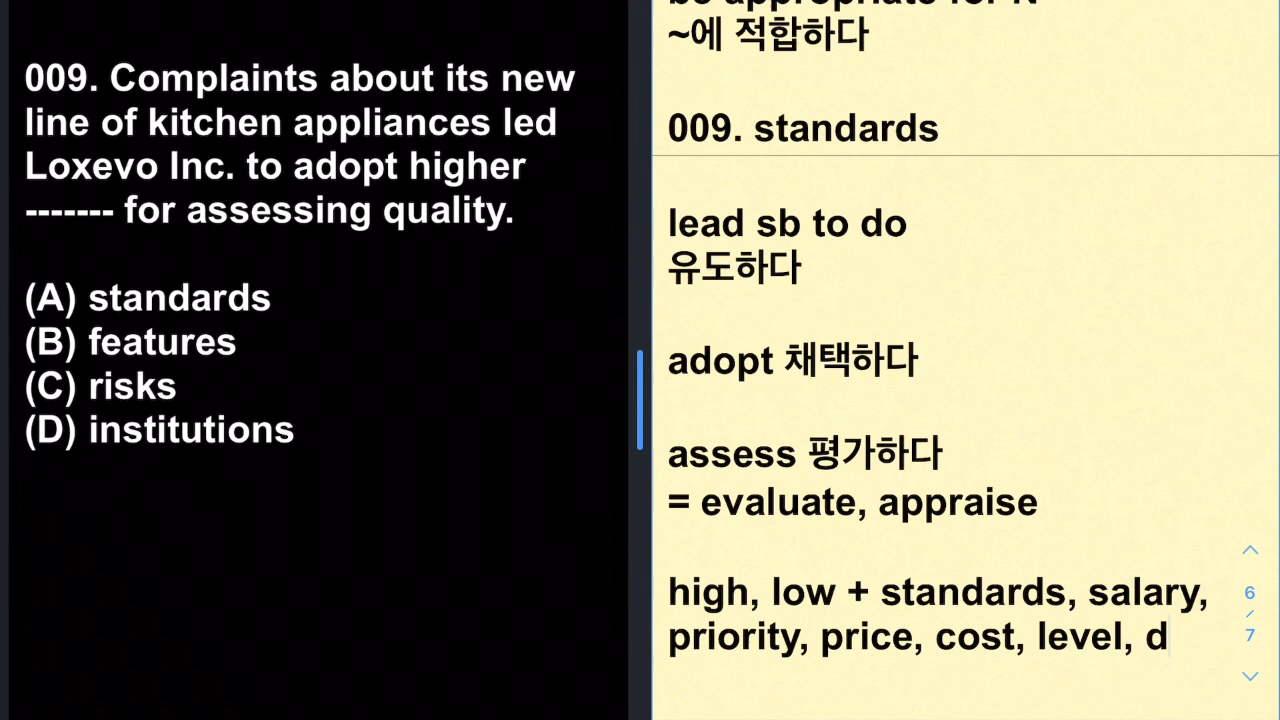 009. Complaints about its new
line of kitchen appliances led
Loxevo Inc. to adopt higher
------- for assessing quality.
(A) standards
(B) features
(C) risks
(D) institutions
~에 적합하다
009. standards
lead sb to do
유도하다
adopt 채택하다
assess 평가하다
= evaluate, appraise
high, low + standards, salary,
priority, price, cost, level, d
6
7